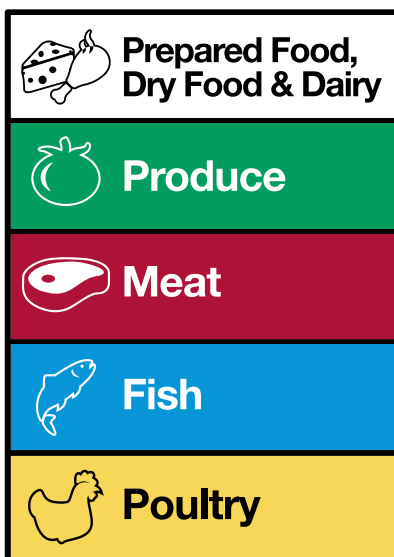 Prepared Food,
Dry Food & Dairy
Produce
Meat
Fish
Poultry